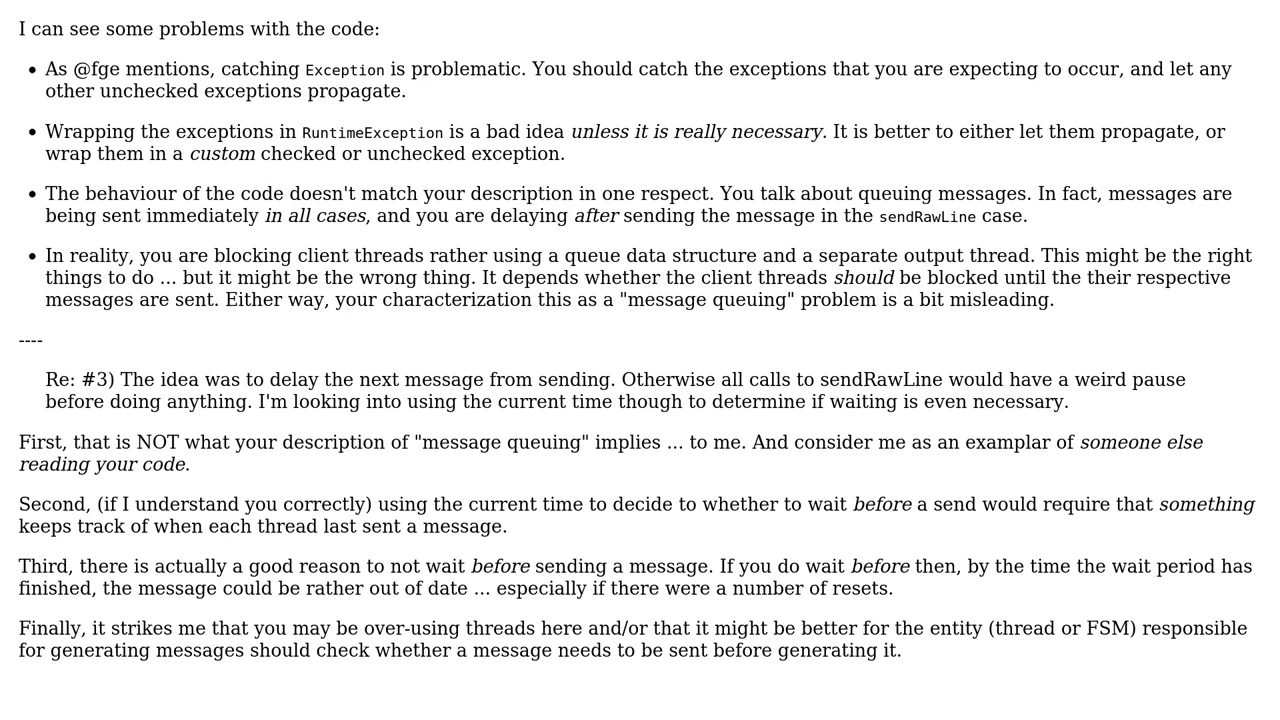 I can see some problems with the code:
• As @fge mentions, catching Exception is problematic. You should catch the exceptions that you are expecting to occur, and let any
other unchecked exceptions propagate.
• Wrapping the exceptions in RuntimeException is a bad idea unless it is really necessary. It is better to either let them propagate, or
wrap them in a custom checked or unchecked exception.
• The behaviour of the code doesn't match your description in one respect. You talk about queuing messages. In fact, messages are
being sent immediately in all cases, and you are delaying after sending the message in the sendRawLine case.
• In reality, you are blocking client threads rather using a queue data structure and a separate output thread. This might be the right
things to do ... but it might be the wrong thing. It depends whether the client threads should be blocked until the their respective
messages are sent. Either way, your characterization this as a "message queuing" problem is a bit misleading.
----
Re: #3) The idea was to delay the next message from sending. Otherwise all calls to sendRawLine would have a weird pause
before doing anything. I'm looking into using the current time though to determine if waiting is even necessary.
First, that is NOT what your description of "message queuing" implies ... to me. And consider me as an examplar of someone else
reading your code.
Second, (if I understand you correctly) using the current time to decide to whether to wait before a send would require that something
keeps track of when each thread last sent a message.
Third, there is actually a good reason to not wait before sending a message. If you do wait before then, by the time the wait period has
finished, the message could be rather out of date ... especially if there were a number of resets.
Finally, it strikes me that you may be over-using threads here and/or that it might be better for the entity (thread or FSM) responsible
for generating messages should check whether a message needs to be sent before generating it.